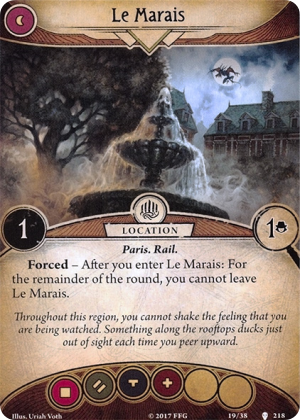 Le Marais
1
LOCATION
1
Paris. Rail.
Forced – After you enter Le Marais: For
the remainder of the round, you cannot leave
Le Marais.
Throughout this region, you cannot shake the feeling that
you are being watched. Something along the rooftops ducks just
out of sight each time you peer upward.
Illus. Uriah Voth
© 2017 FFG
19/38
218